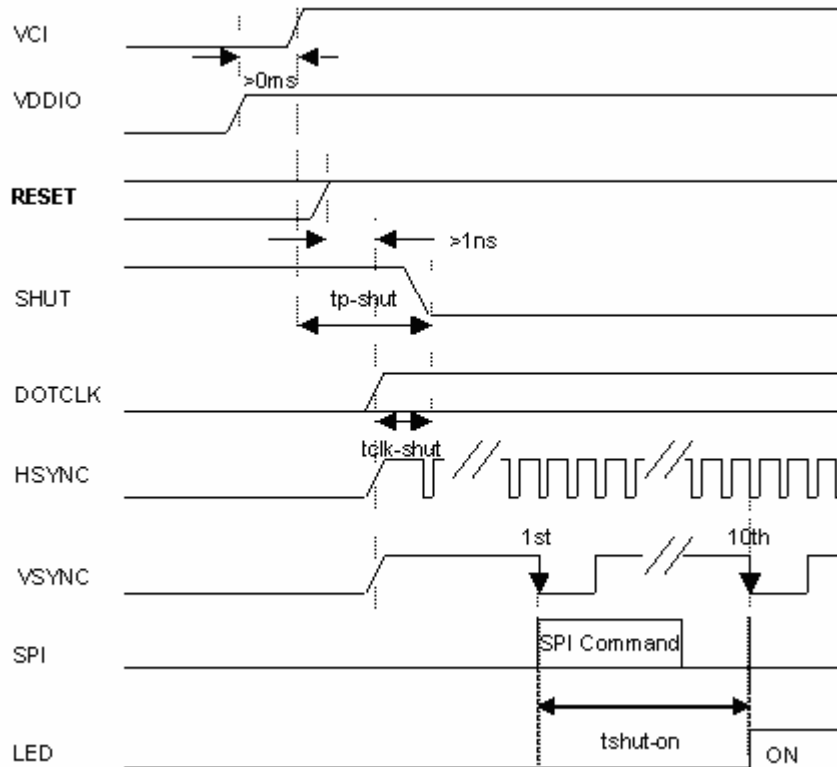 VCI
>0ms
VDDIO
RESET
>1ns
SHUT
tp-shut
DOTCLK
tclk-shut
HSYNC
1st
10th
VSYNC
SPI
SPI Command
tshut-on
LED
ON